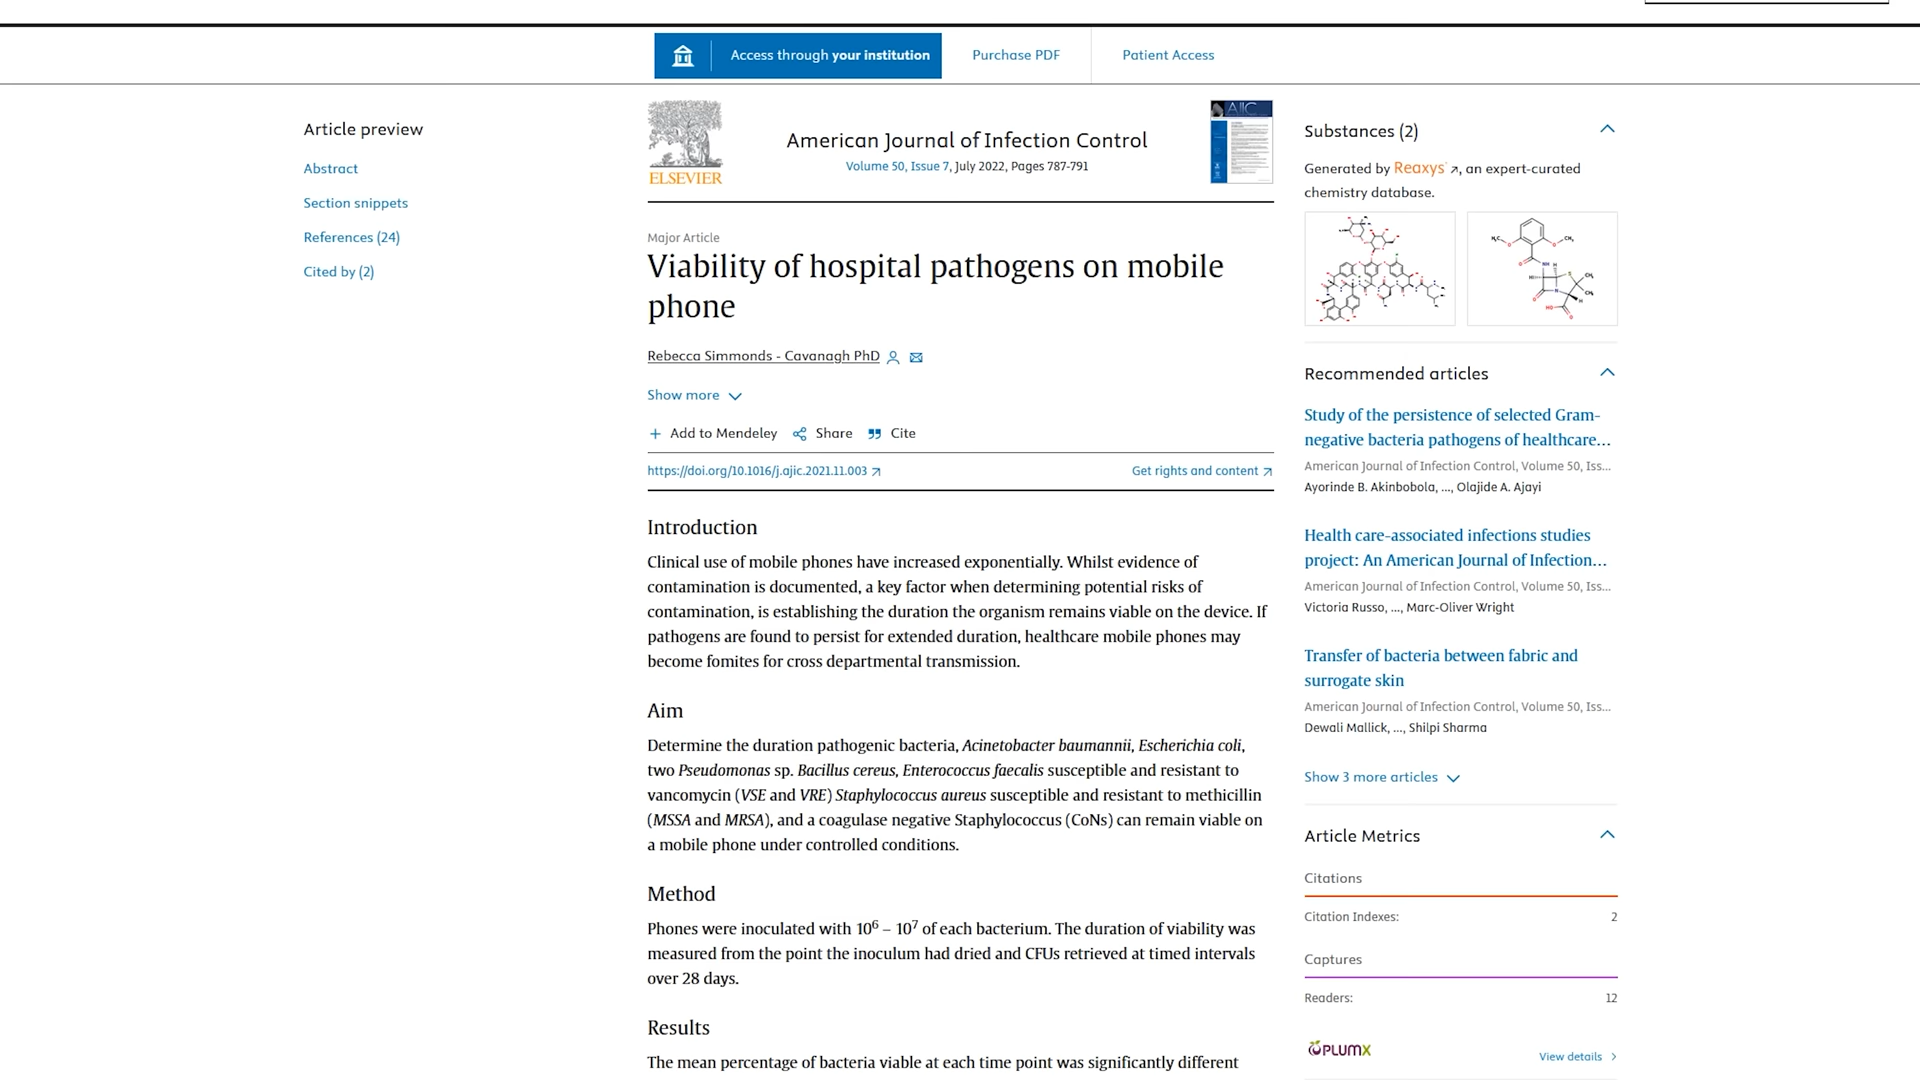 Access through your institution
Purchase PDF
Patient Access
Article preview
Abstract
Section snippets
References (24)
Cited by (2)
ELSEVIER
American Journal of Infection Control
Volume 50, Issue 7, July 2022, Pages 787-791
AJIC
Major Article
Viability of hospital pathogens on mobile
phone
Rebecca Simmonds - Cavanagh PhD
Show more
+ Add to Mendeley
Share
Cite
https://doi.org/10.1016/j.ajic.2021.11.003
Get rights and content
Introduction
Clinical use of mobile phones have increased exponentially. Whilst evidence of
contamination is documented, a key factor when determining potential risks of
contamination, is establishing the duration the organism remains viable on the device. If
pathogens are found to persist for extended duration, healthcare mobile phones may
become fomites for cross departmental transmission.
Aim
Determine the duration pathogenic bacteria, Acinetobacter baumannii, Escherichia coli,
two Pseudomonas sp. Bacillus cereus, Enterococcus faecalis susceptible and resistant to
vancomycin (VSE and VRE) Staphylococcus aureus susceptible and resistant to methicillin
(MSSA and MRSA), and a coagulase negative Staphylococcus (CoNs) can remain viable on
a mobile phone under controlled conditions.
Method
Phones were inoculated with 10⁶ – 10⁷ of each bacterium. The duration of viability was
measured from the point the inoculum had dried and CFUs retrieved at timed intervals
over 28 days.
Results
The mean percentage of bacteria viable at each time point was significantly different
Substances (2)
Generated by Reaxys, an expert-curated
chemistry database.
Recommended articles
Study of the persistence of selected Gram-
negative bacteria pathogens of healthcare...
American Journal of Infection Control, Volume 50, Iss...
Ayorinde B. Akinbobola, ..., Olajide A. Ajayi
Health care-associated infections studies
project: An American Journal of Infection...
American Journal of Infection Control, Volume 50, Iss...
Victoria Russo, ..., Marc-Oliver Wright
Transfer of bacteria between fabric and
surrogate skin
American Journal of Infection Control, Volume 50, Iss...
Dewali Mallick, ..., Shilpi Sharma
Show 3 more articles
Article Metrics
Citations
Citation Indexes: 2
Captures
Readers: 12
PLUMX
View details